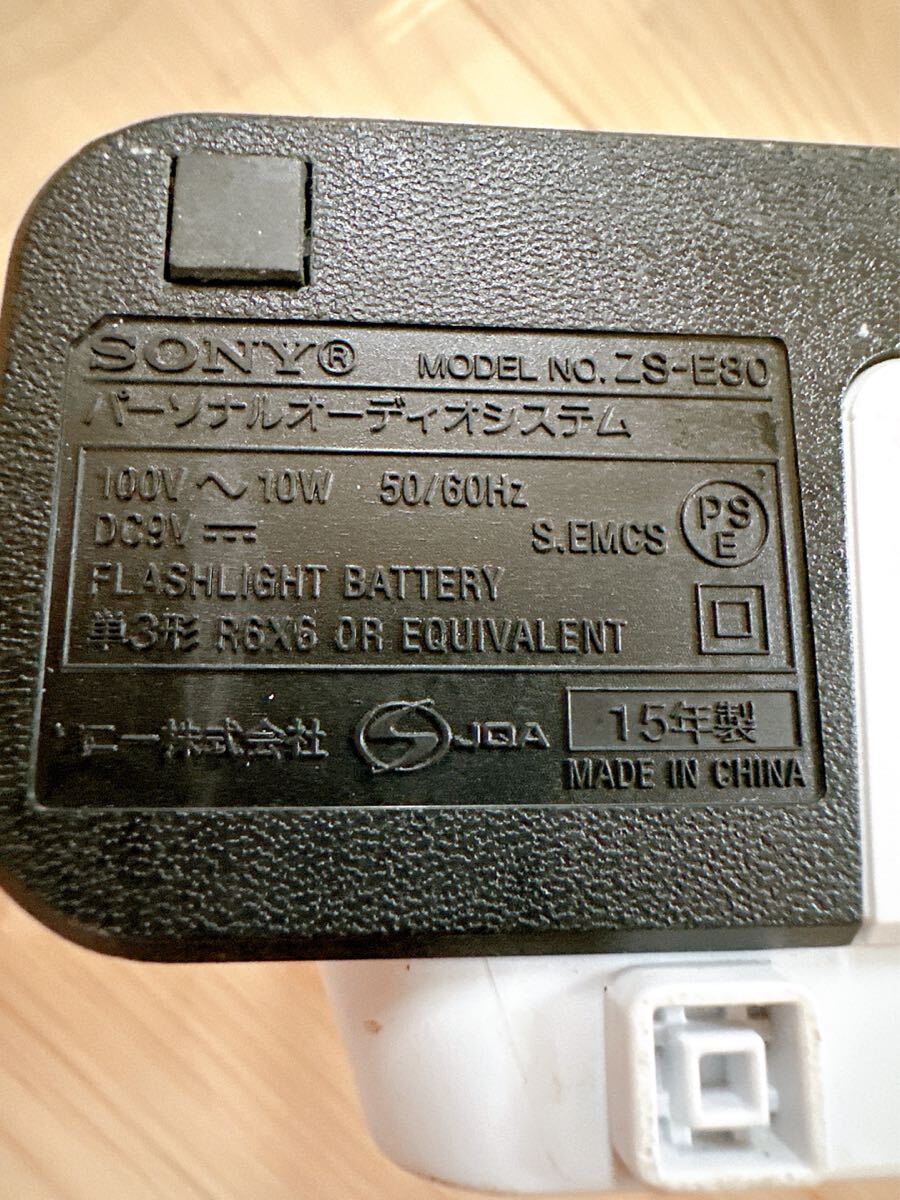 SONY® MODEL NO. ZS-E80
パーソナルオーディオシステム
100V 〜 10W 50/60Hz
DC9V ⎓ S.EMCS PSE
FLASHLIGHT BATTERY
単3形 R6X6 OR EQUIVALENT
ソニー株式会社 JQA 15年製
MADE IN CHINA